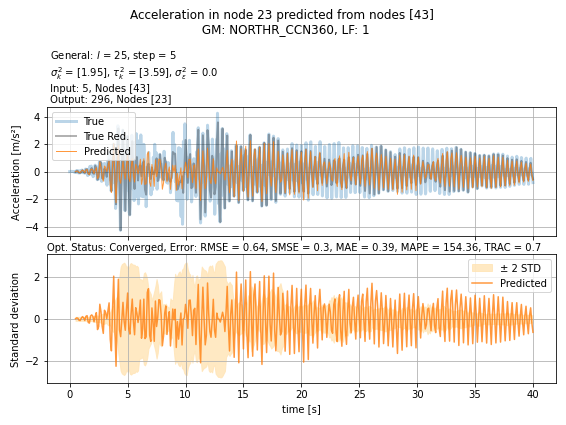 Acceleration in node 23 predicted from nodes [43]
GM: NORTHR_CCN360, LF: 1
General: l = 25, step = 5
σ²ₖ = [1.95], τ²ₖ = [3.59], σ²ε = 0.0
Input: 5, Nodes [43]
Output: 296, Nodes [23]
Acceleration [m/s²]
4
2
0
−2
−4
True
True Red.
Predicted
Opt. Status: Converged, Error: RMSE = 0.64, SMSE = 0.3, MAE = 0.39, MAPE = 154.36, TRAC = 0.7
Standard deviation
2
0
−2
± 2 STD
Predicted
0 5 10 15 20 25 30 35 40
time [s]